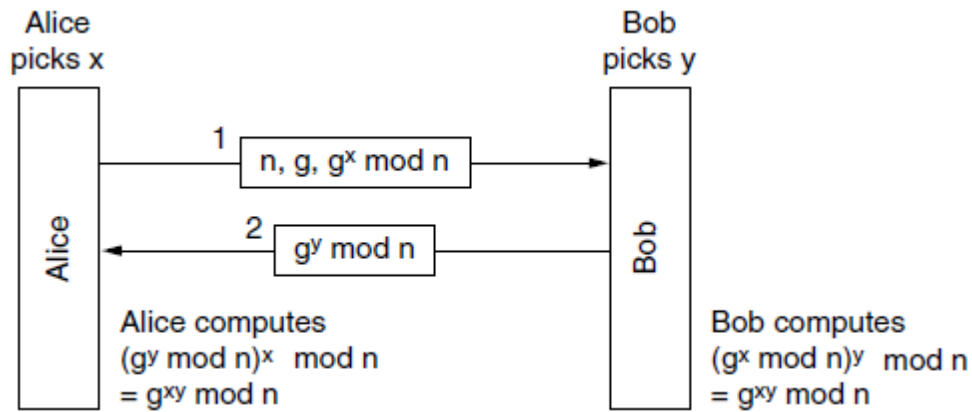 Alice
picks x
Bob
picks y
1
n, g, gˣ mod n
2
gʸ mod n
Alice
Bob
Alice computes
(gʸ mod n)ˣ mod n
= gˣʸ mod n
Bob computes
(gˣ mod n)ʸ mod n
= gˣʸ mod n